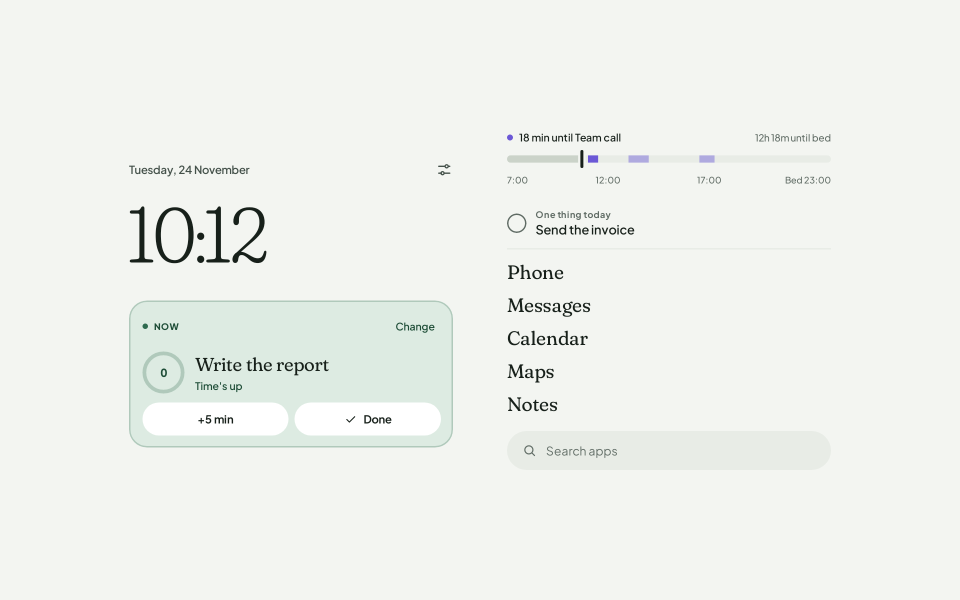 Tuesday, 24 November
10:12
NOW
Change
0
Write the report
Time's up
+5 min
Done
18 min until Team call
12h 18m until bed
7:00
12:00
17:00
Bed 23:00
One thing today
Send the invoice
Phone
Messages
Calendar
Maps
Notes
Search apps